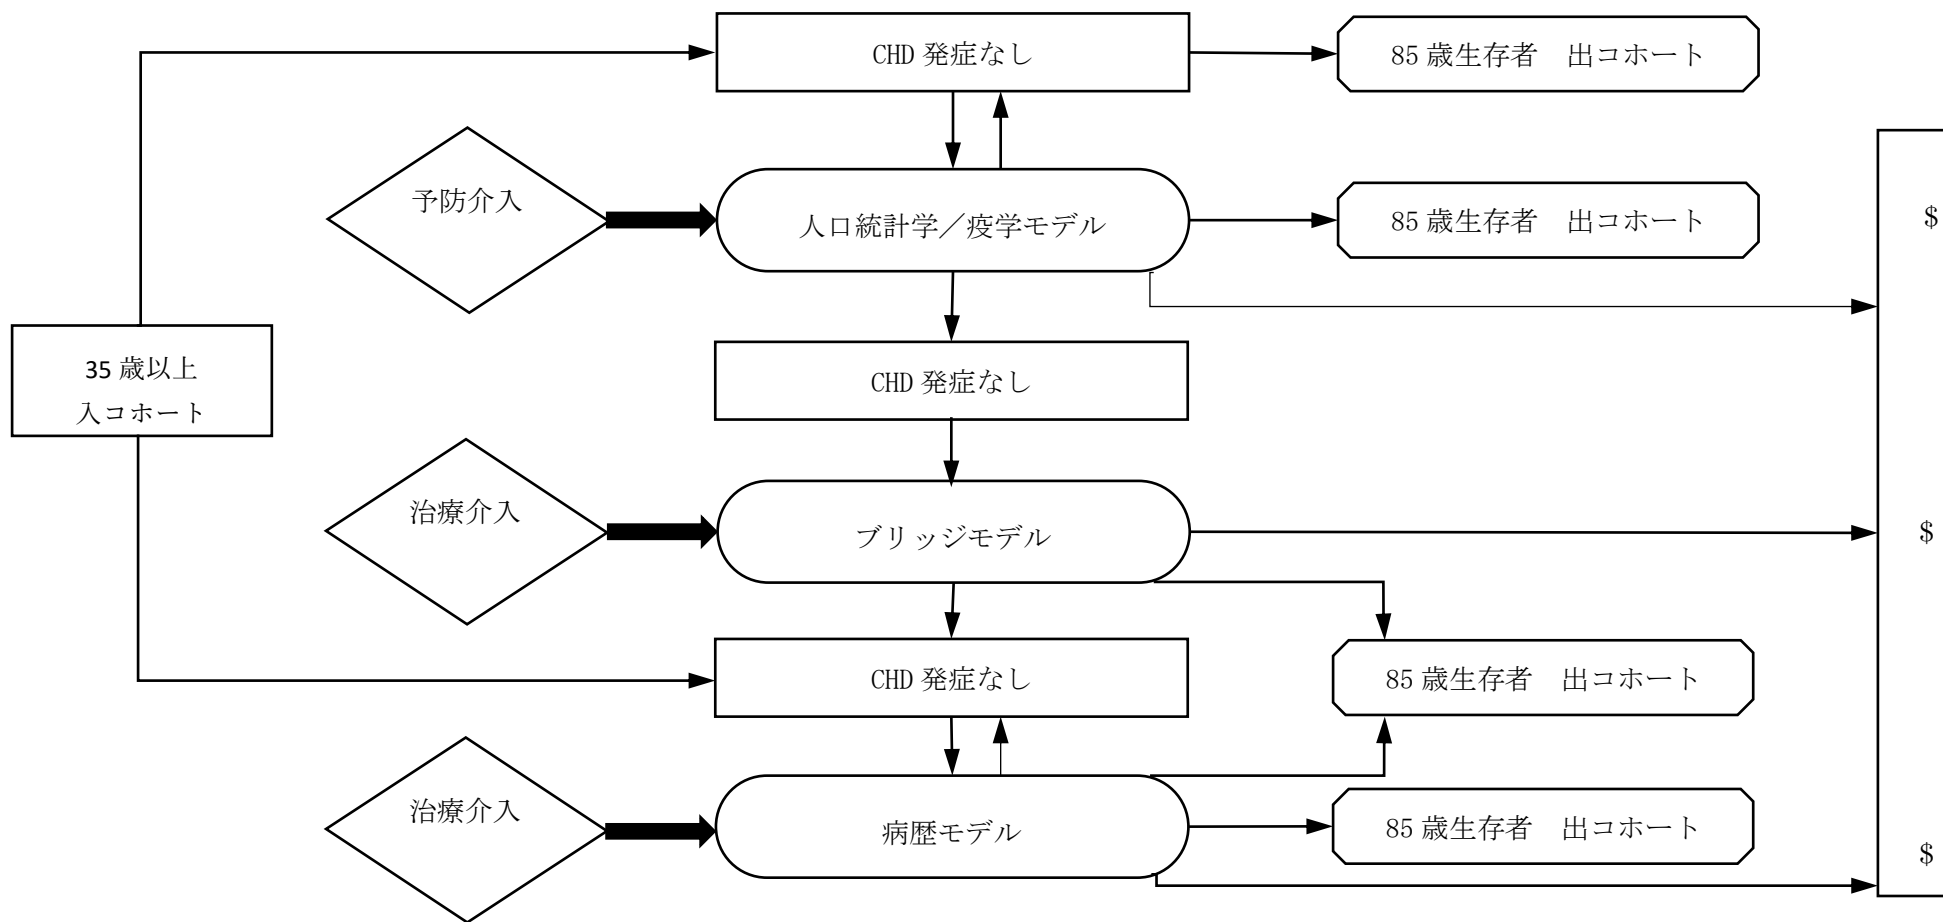 CHD 発症なし
85 歳生存者　出コホート
予防介入
人口統計学／疫学モデル
85 歳生存者　出コホート
$
35 歳以上
入コホート
CHD 発症なし
治療介入
ブリッジモデル
$
CHD 発症なし
85 歳生存者　出コホート
治療介入
病歴モデル
85 歳生存者　出コホート
$